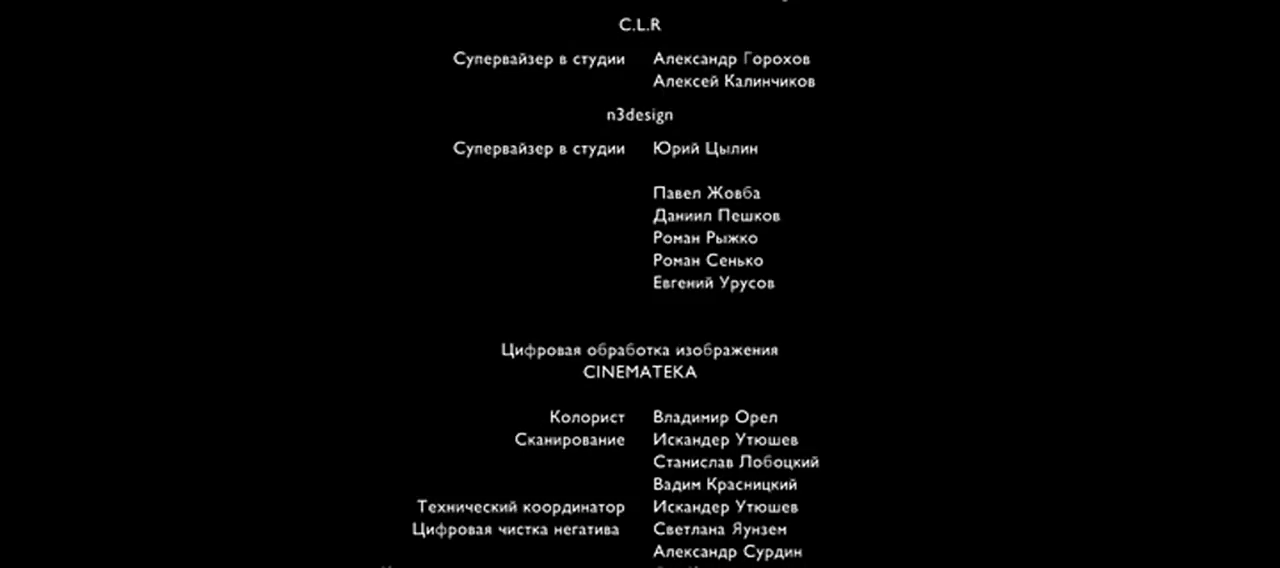 C.L.R
Супервайзер в студии Александр Горохов
Алексей Калинчиков
n3design
Супервайзер в студии Юрий Цылин
Павел Жовба
Даниил Пешков
Роман Рыжко
Роман Сенько
Евгений Урусов
Цифровая обработка изображения
CINEMATEKA
Колорист Владимир Орел
Сканирование Искандер Утюшев
Станислав Лобоцкий
Вадим Красницкий
Технический координатор Искандер Утюшев
Цифровая чистка негатива Светлана Яунзем
Александр Сурдин